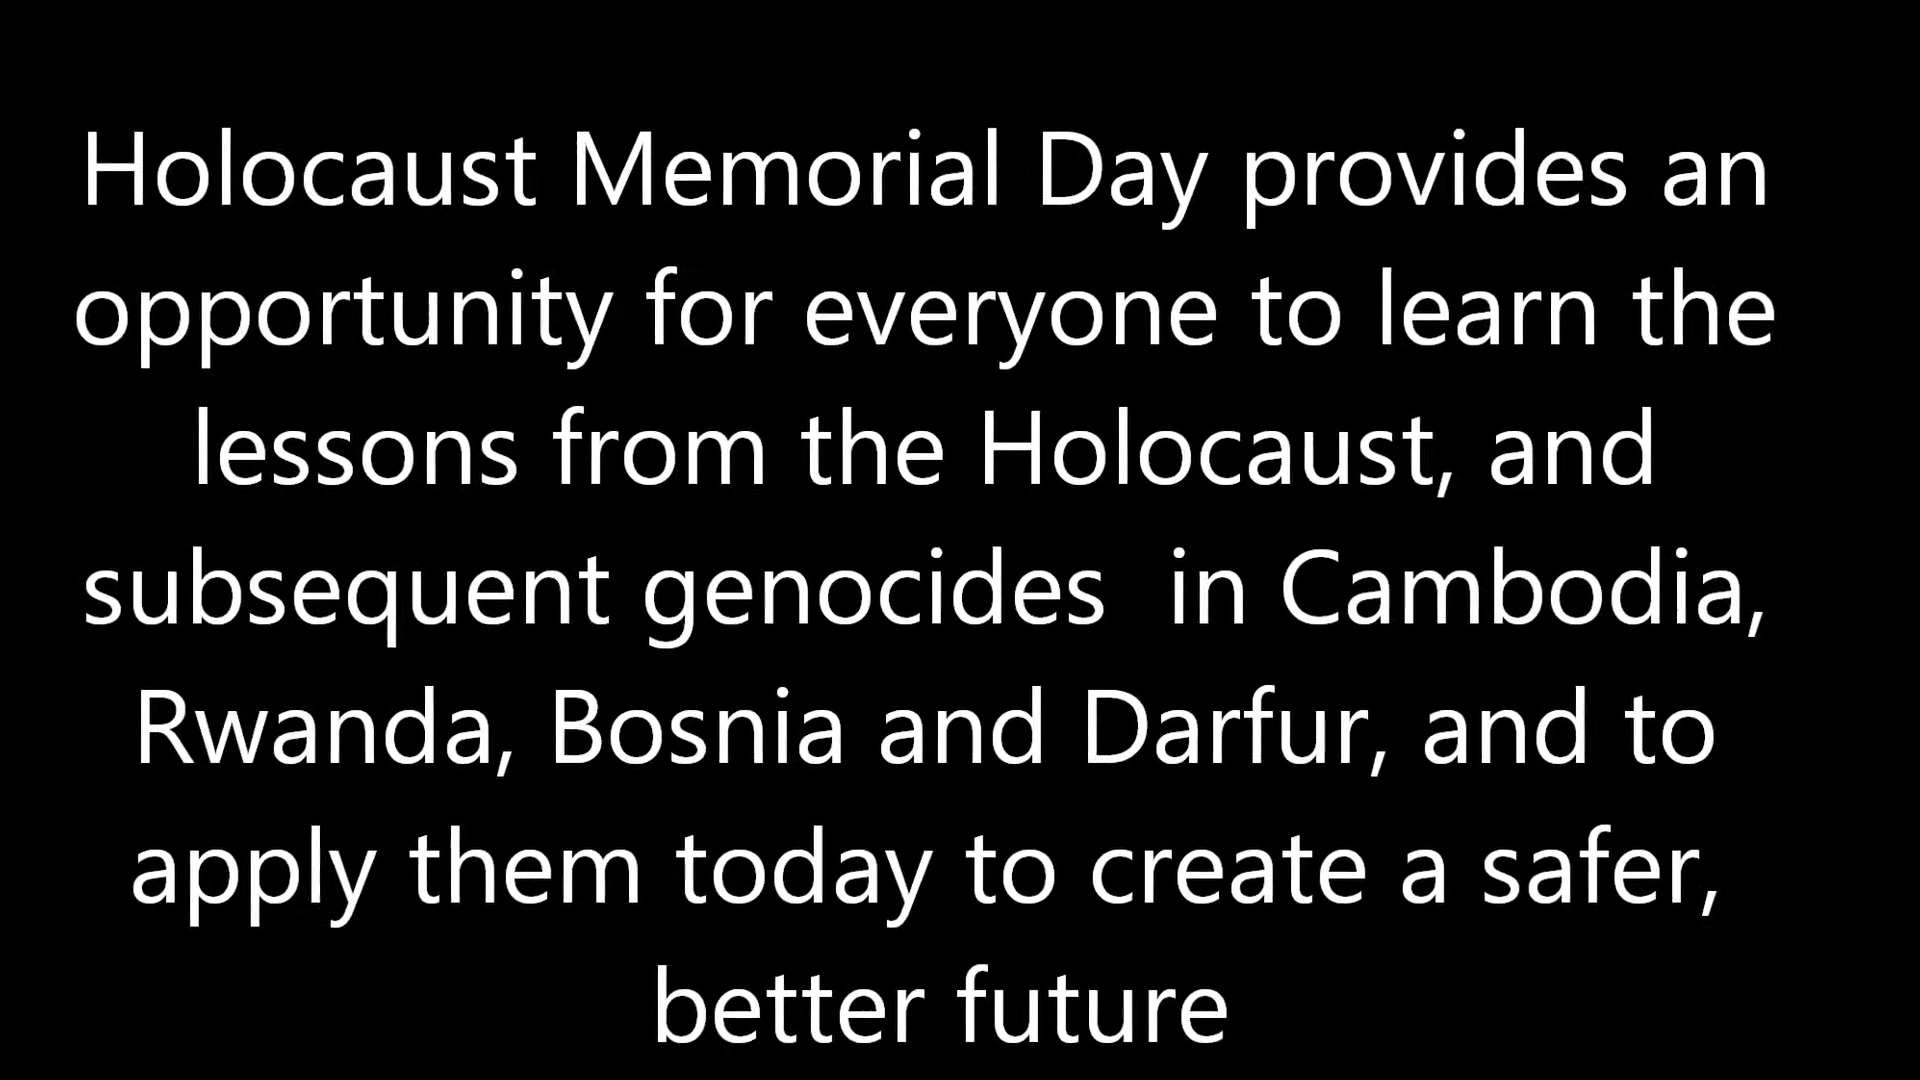 Holocaust Memorial Day provides an
opportunity for everyone to learn the
lessons from the Holocaust, and
subsequent genocides  in Cambodia,
Rwanda, Bosnia and Darfur, and to
apply them today to create a safer,
better future